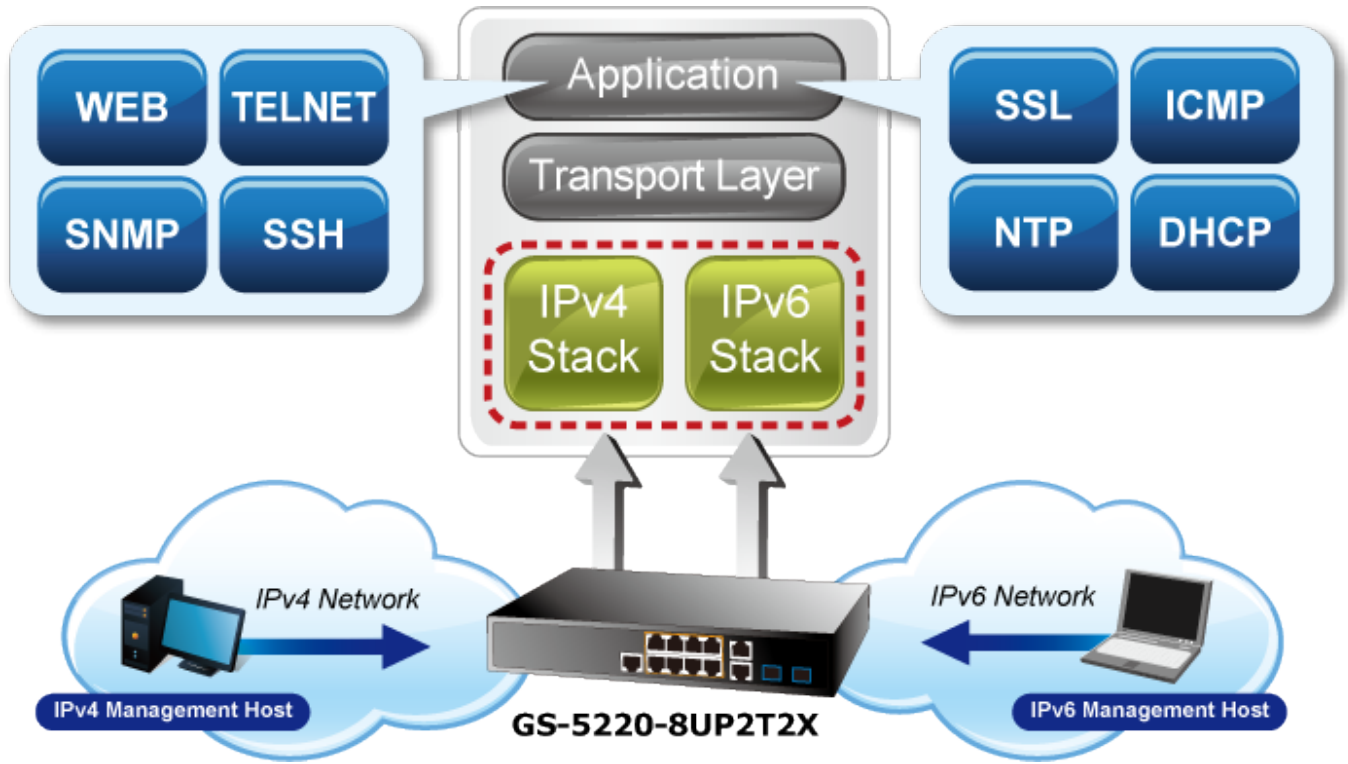 WEB
TELNET
SNMP
SSH
Application
Transport Layer
IPv4
Stack
IPv6
Stack
SSL
ICMP
NTP
DHCP
IPv4 Network
IPv4 Management Host
IPv6 Network
IPv6 Management Host
GS-5220-8UP2T2X